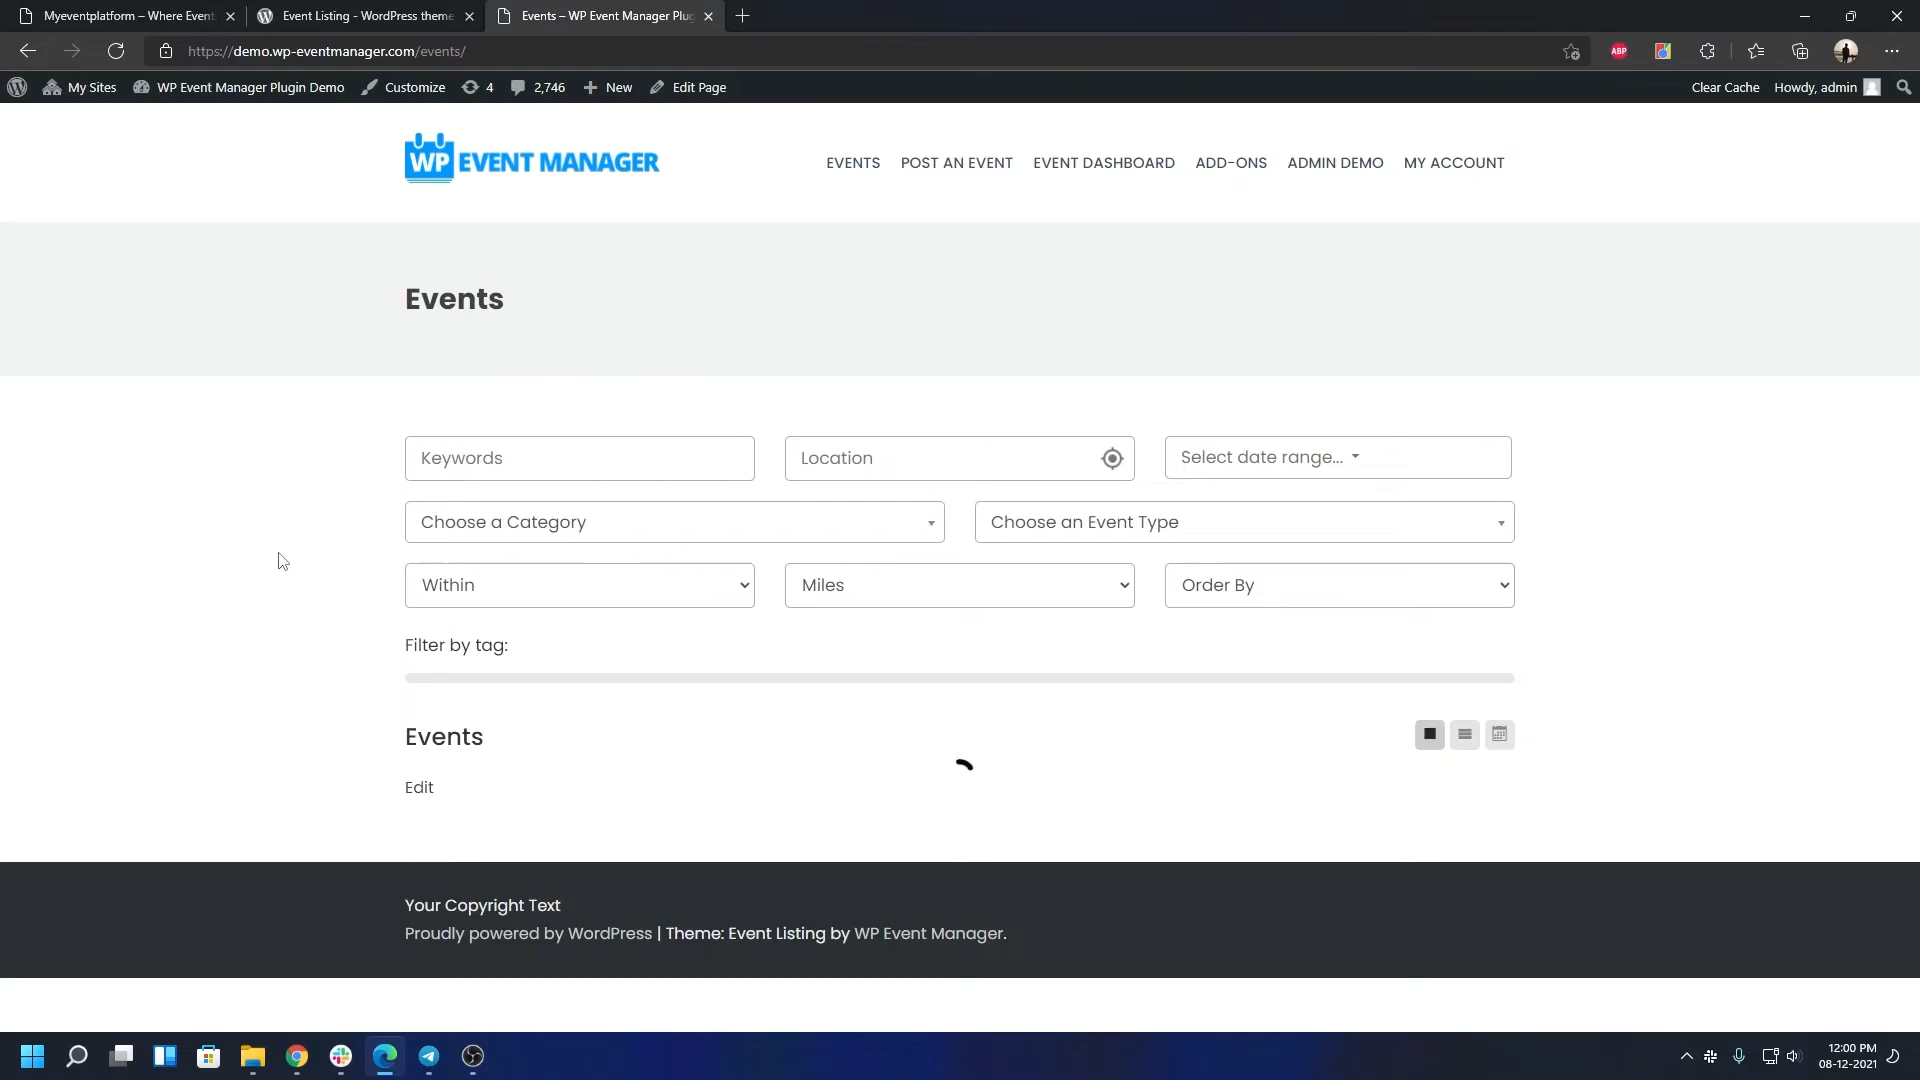 Myeventplatform – Where Event
Event Listing - WordPress theme
Events – WP Event Manager Plug
https://demo.wp-eventmanager.com/events/
ABP
My Sites
WP Event Manager Plugin Demo
Customize
4
2,746
New
Edit Page
Clear Cache
Howdy, admin
WP EVENT MANAGER
EVENTS
POST AN EVENT
EVENT DASHBOARD
ADD-ONS
ADMIN DEMO
MY ACCOUNT
Events
Keywords
Location
Select date range...
Choose a Category
Choose an Event Type
Within
Miles
Order By
Filter by tag:
Events
Edit
Your Copyright Text
Proudly powered by WordPress | Theme: Event Listing by WP Event Manager.
12:00 PM
08-12-2021